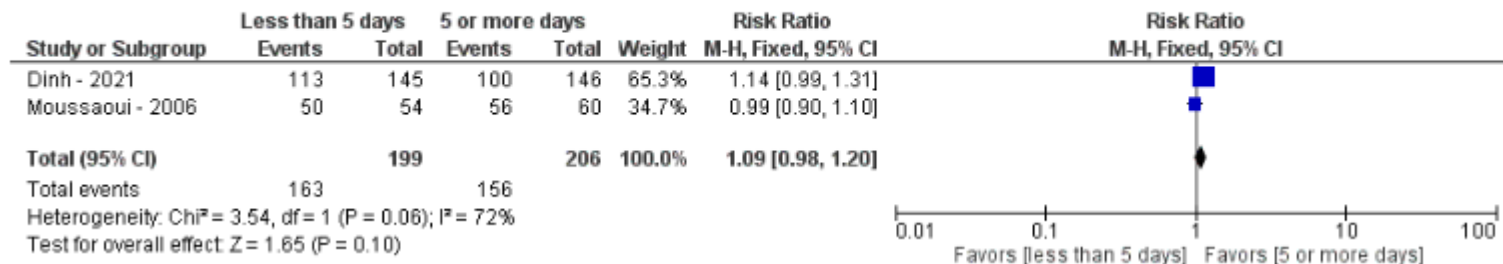 Less than 5 days 5 or more days Risk Ratio Risk Ratio
Study or Subgroup Events Total Events Total Weight M-H, Fixed, 95% CI M-H, Fixed, 95% CI
Dinh - 2021 113 145 100 146 65.3% 1.14 [0.99, 1.31]
Moussaoui - 2006 50 54 56 60 34.7% 0.99 [0.90, 1.10]
Total (95% CI) 199 206 100.0% 1.09 [0.98, 1.20]
Total events 163 156
Heterogeneity: Chi² = 3.54, df = 1 (P = 0.06); I² = 72%
Test for overall effect: Z = 1.65 (P = 0.10)
0.01 0.1 1 10 100
Favors [less than 5 days] Favors [5 or more days]